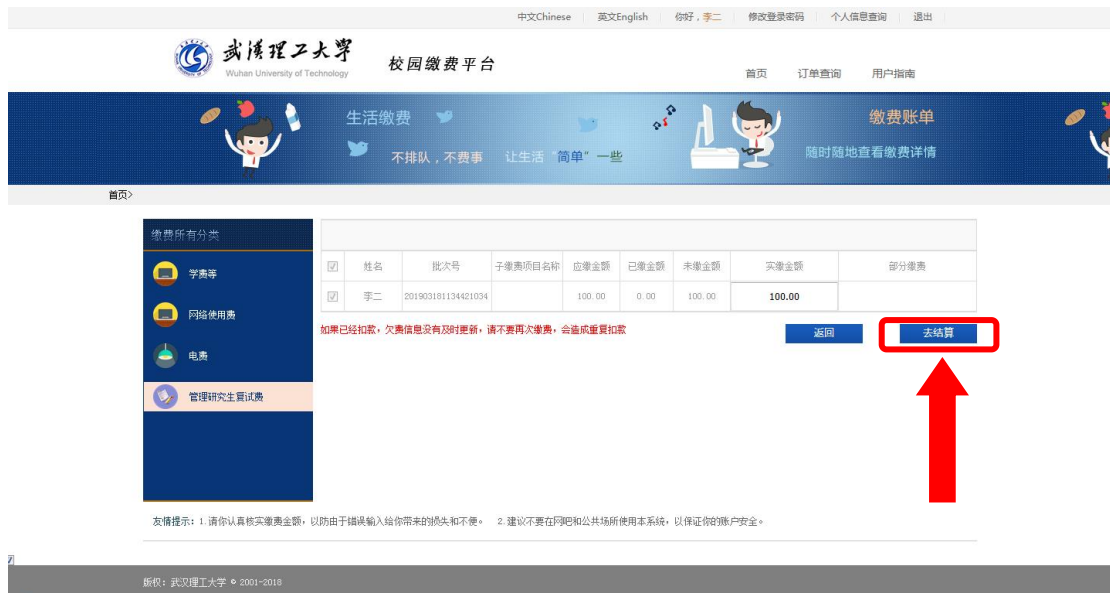 中文Chinese 英文English 你好，李二 修改登录密码 个人信息查询 退出
武汉理工大学
Wuhan University of Technology
校园缴费平台
首页 订单查询 用户指南
生活缴费
不排队，不费事 让生活“简单”一些
缴费账单
随时随地查看缴费详情
首页>
缴费所有分类
学费等
网络使用费
电费
管理研究生复试费
姓名 批次号 子缴费项目名称 应缴金额 已缴金额 未缴金额 实缴金额 部分缴费
李二 201903181134421034 100.00 0.00 100.00 100.00
如果已经扣款，欠费信息没有及时更新，请不要再次缴费，会造成重复扣款
返回 去结算
友情提示：1.请你认真核实缴费金额，以防由于错误输入给你带来的损失和不便。 2.建议不要在网吧和公共场所使用本系统，以保证你的账户安全。
版权：武汉理工大学 © 2001-2018